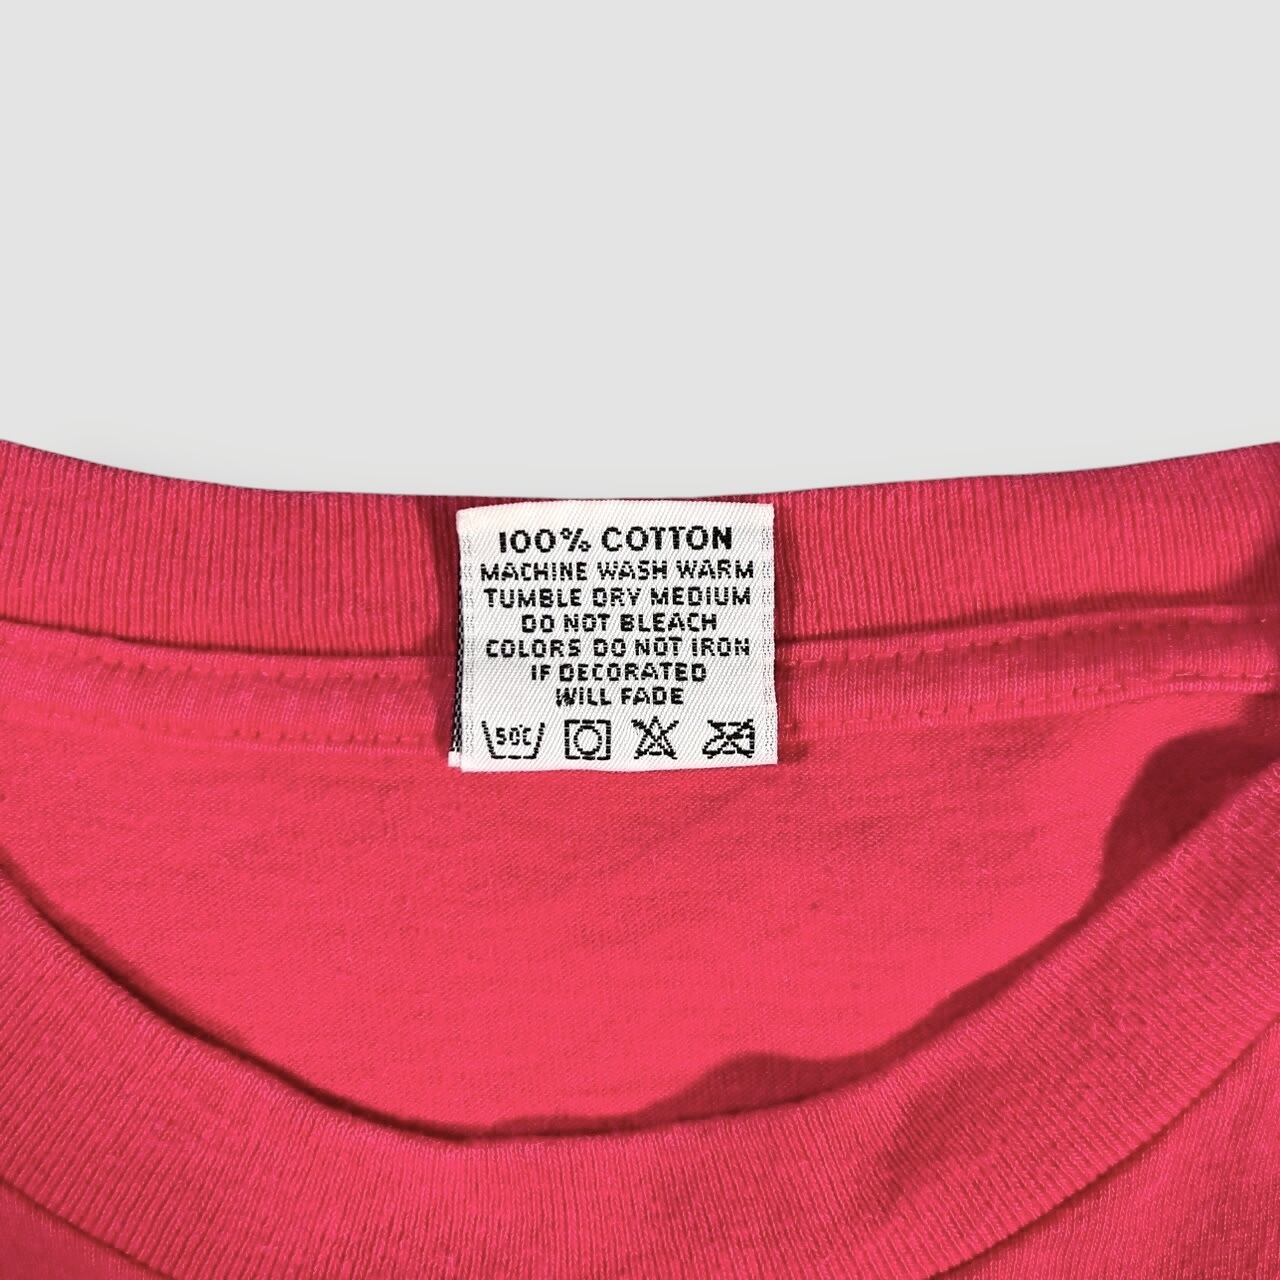 100% COTTON
MACHINE WASH WARM
TUMBLE DRY MEDIUM
DO NOT BLEACH
COLORS DO NOT IRON
IF DECORATED
WILL FADE
50°C